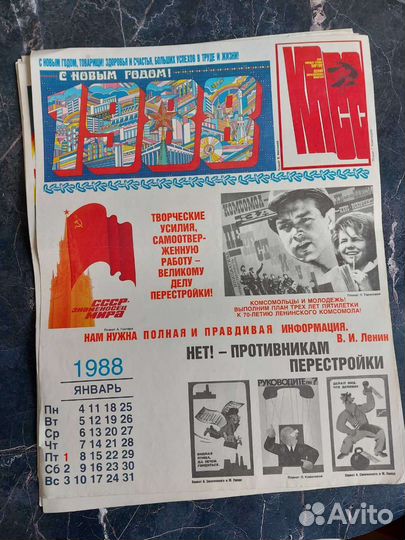 С НОВЫМ ГОДОМ, ТОВАРИЩИ! ЗДОРОВЬЯ И СЧАСТЬЯ, БОЛЬШИХ УСПЕХОВ В ТРУДЕ И ЖИЗНИ!
С НОВЫМ ГОДОМ!
1988
КПСС
ТВОРЧЕСКИЕ
УСИЛИЯ,
САМООТВЕР-
ЖЕННУЮ
РАБОТУ –
ВЕЛИКОМУ
ДЕЛУ
ПЕРЕСТРОЙКИ!
СССР-
ЗНАМЕНОСЕЦ
МИРА
КОМСОМОЛ
КОМСОМОЛЬЦЫ И МОЛОДЕЖЬ!
ВЫПОЛНИМ ПЛАН ТРЕХ ЛЕТ ПЯТИЛЕТКИ
К 70-ЛЕТИЮ ЛЕНИНСКОГО КОМСОМОЛА!
НАМ НУЖНА ПОЛНАЯ И ПРАВДИВАЯ ИНФОРМАЦИЯ.
В. И. Ленин
НЕТ! – ПРОТИВНИКАМ
ПЕРЕСТРОЙКИ
1988
ЯНВАРЬ
Пн 4 11 18 25
Вт 5 12 19 26
Ср 6 13 20 27
Чт 7 14 21 28
Пт 1 8 15 22 29
Сб 2 9 16 23 30
Вс 3 10 17 24 31
РУКОВОДИТЕЛЬ?
Avito